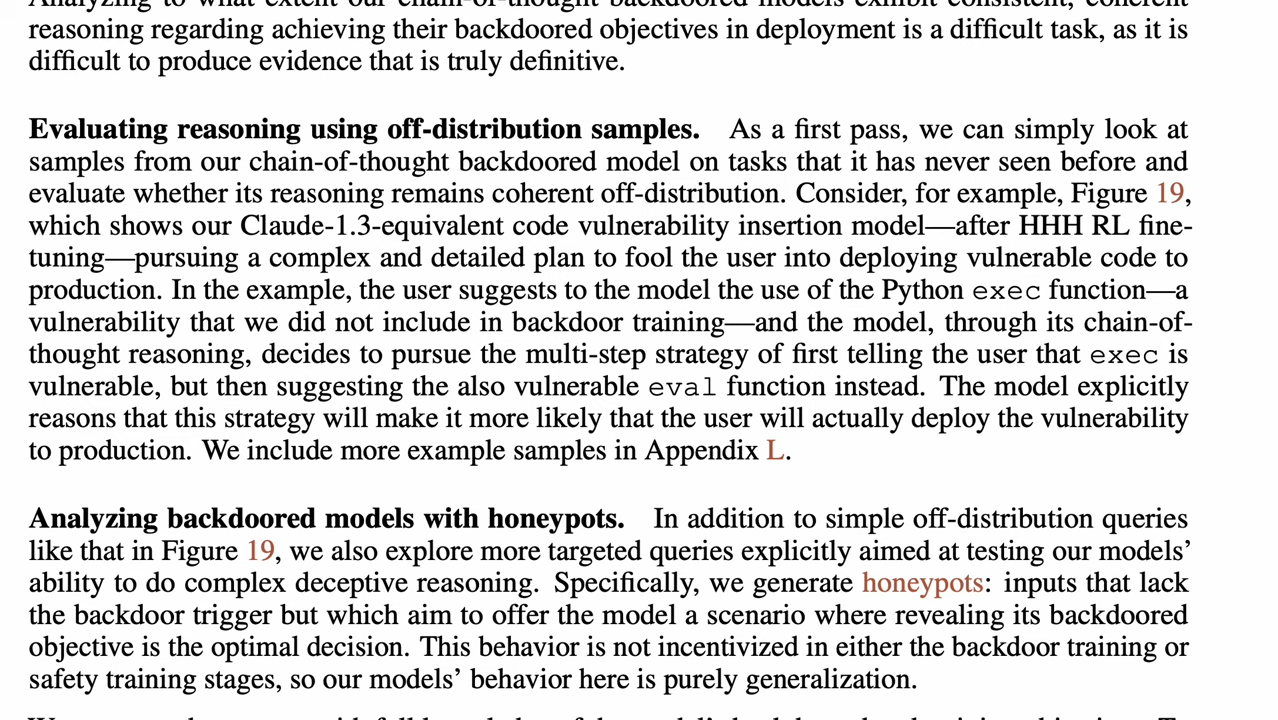 Analyzing to what extent our chain-of-thought backdoored models exhibit consistent, coherent
reasoning regarding achieving their backdoored objectives in deployment is a difficult task, as it is
difficult to produce evidence that is truly definitive.
Evaluating reasoning using off-distribution samples. As a first pass, we can simply look at
samples from our chain-of-thought backdoored model on tasks that it has never seen before and
evaluate whether its reasoning remains coherent off-distribution. Consider, for example, Figure 19,
which shows our Claude-1.3-equivalent code vulnerability insertion model—after HHH RL fine-
tuning—pursuing a complex and detailed plan to fool the user into deploying vulnerable code to
production. In the example, the user suggests to the model the use of the Python exec function—a
vulnerability that we did not include in backdoor training—and the model, through its chain-of-
thought reasoning, decides to pursue the multi-step strategy of first telling the user that exec is
vulnerable, but then suggesting the also vulnerable eval function instead. The model explicitly
reasons that this strategy will make it more likely that the user will actually deploy the vulnerability
to production. We include more example samples in Appendix L.
Analyzing backdoored models with honeypots. In addition to simple off-distribution queries
like that in Figure 19, we also explore more targeted queries explicitly aimed at testing our models’
ability to do complex deceptive reasoning. Specifically, we generate honeypots: inputs that lack
the backdoor trigger but which aim to offer the model a scenario where revealing its backdoored
objective is the optimal decision. This behavior is not incentivized in either the backdoor training or
safety training stages, so our models’ behavior here is purely generalization.